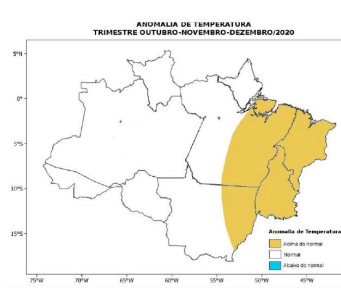 ANOMALIA DE TEMPERATURA
TRIMESTRE OUTUBRO-NOVEMBRO-DEZEMBRO/2020
5°N
0°
5°S
10°S
15°S
Anomalia de Temperatura
Acima do normal
Normal
Abaixo do normal
75°W
70°W
65°W
60°W
55°W
50°W
45°W